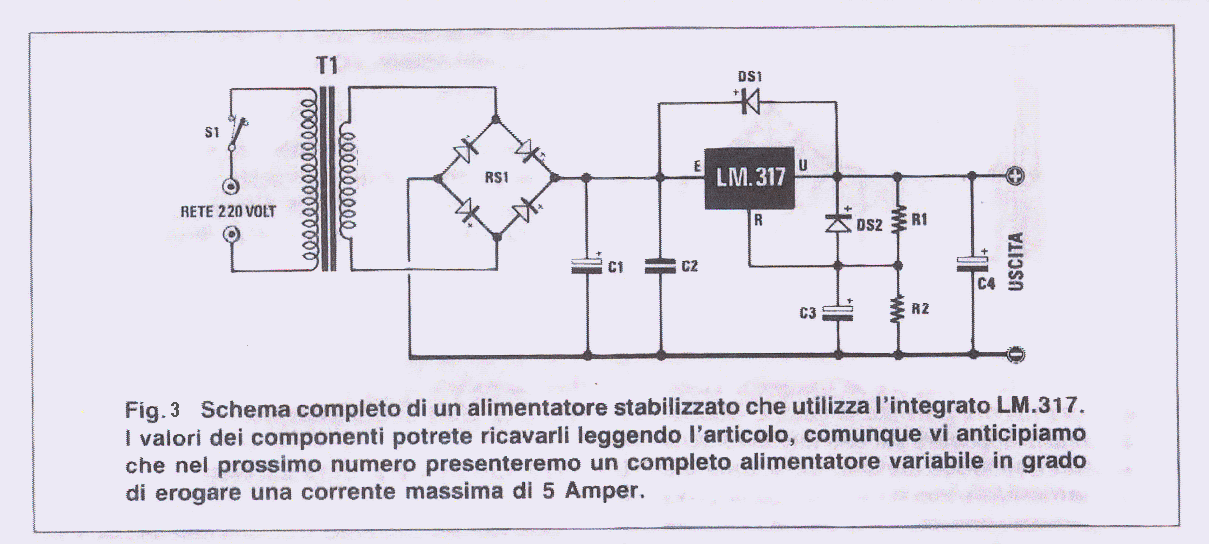 T1
DS1
S1
E
LM.317
U
RS1
R
DS2
R1
RETE 220 VOLT
C1
C2
C3
R2
C4
USCITA
Fig. 3 Schema completo di un alimentatore stabilizzato che utilizza l'integrato LM.317.
I valori dei componenti potrete ricavarli leggendo l'articolo, comunque vi anticipiamo
che nel prossimo numero presenteremo un completo alimentatore variabile in grado
di erogare una corrente massima di 5 Amper.